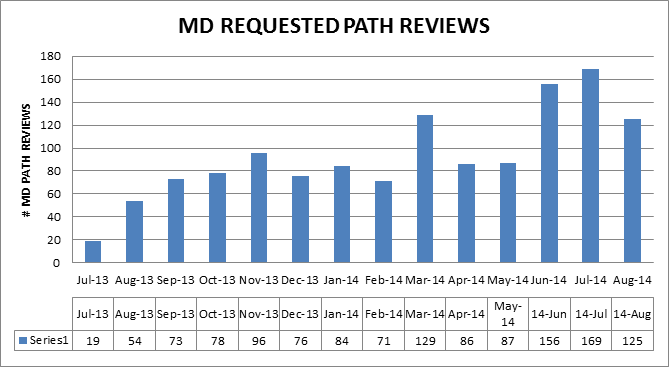 MD REQUESTED PATH REVIEWS
# MD PATH REVIEWS
180
160
140
120
100
80
60
40
20
0
Jul-13 Aug-13 Sep-13 Oct-13 Nov-13 Dec-13 Jan-14 Feb-14 Mar-14 Apr-14 May-14 Jun-14 Jul-14 Aug-14
Jul-13 Aug-13 Sep-13 Oct-13 Nov-13 Dec-13 Jan-14 Feb-14 Mar-14 Apr-14 May-14 14-Jun 14-Jul 14-Aug
Series1 19 54 73 78 96 76 84 71 129 86 87 156 169 125